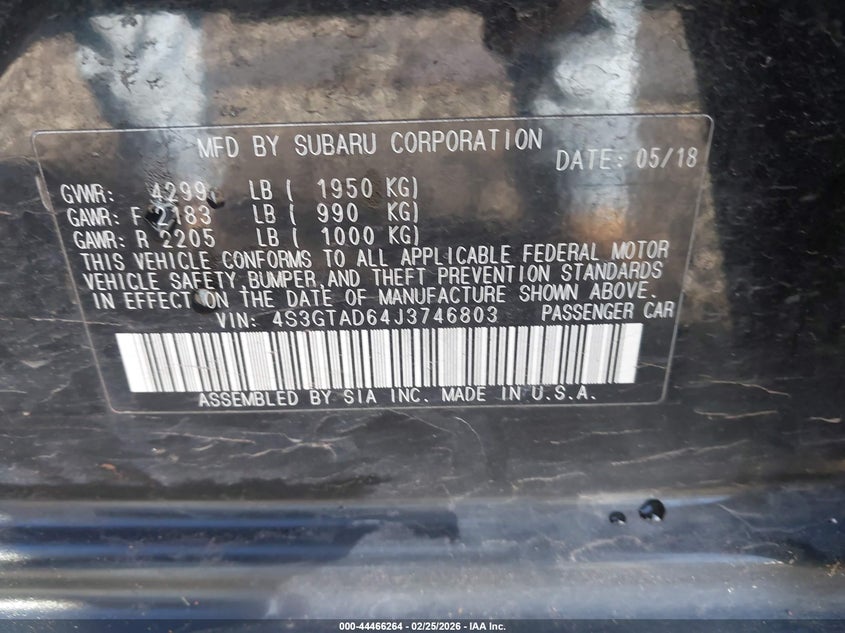 MFD BY SUBARU CORPORATION
DATE: 05/18
GVWR: 4299 LB ( 1950 KG)
GAWR: F 2183 LB ( 990 KG)
GAWR: R 2205 LB ( 1000 KG)
THIS VEHICLE CONFORMS TO ALL APPLICABLE FEDERAL MOTOR
VEHICLE SAFETY, BUMPER, AND THEFT PREVENTION STANDARDS
IN EFFECT ON THE DATE OF MANUFACTURE SHOWN ABOVE.
VIN: 4S3GTAD64J3746803 PASSENGER CAR
ASSEMBLED BY SIA INC. MADE IN U.S.A.
000-44466264 - 02/25/2026 - IAA Inc.